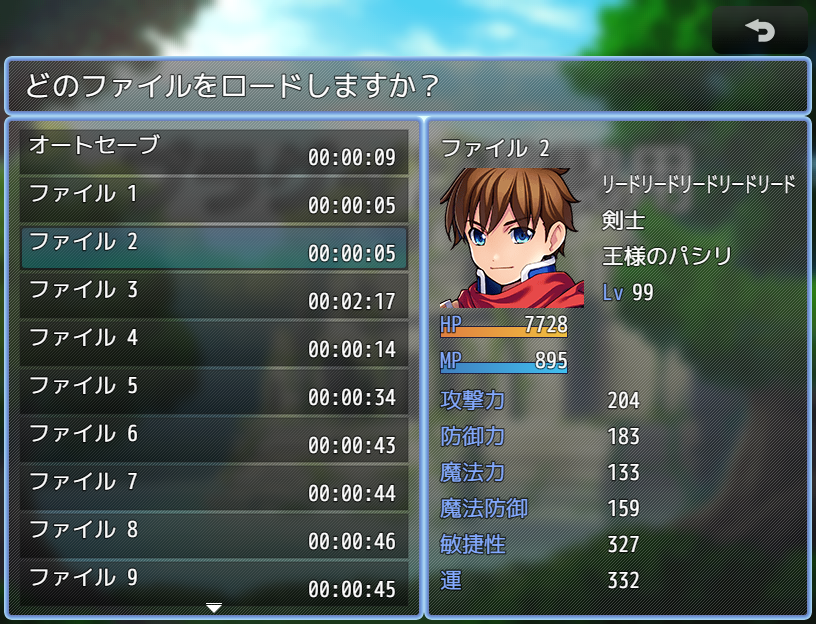 どのファイルをロードしますか？
オートセーブ
00:00:09
ファイル 1
00:00:05
ファイル 2
00:00:05
ファイル 3
00:02:17
ファイル 4
00:00:14
ファイル 5
00:00:34
ファイル 6
00:00:43
ファイル 7
00:00:44
ファイル 8
00:00:46
ファイル 9
00:00:45
ファイル 2
リードリードリードリードリード
剣士
王様のパシリ
Lv 99
HP 7728
MP 895
攻撃力 204
防御力 183
魔法力 133
魔法防御 159
敏捷性 327
運 332